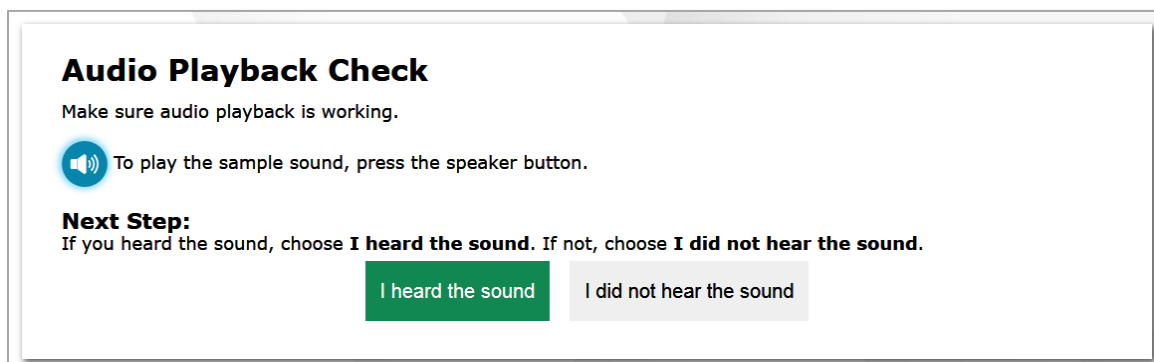 Audio Playback Check
Make sure audio playback is working.
To play the sample sound, press the speaker button.
Next Step:
If you heard the sound, choose I heard the sound. If not, choose I did not hear the sound.
I heard the sound I did not hear the sound